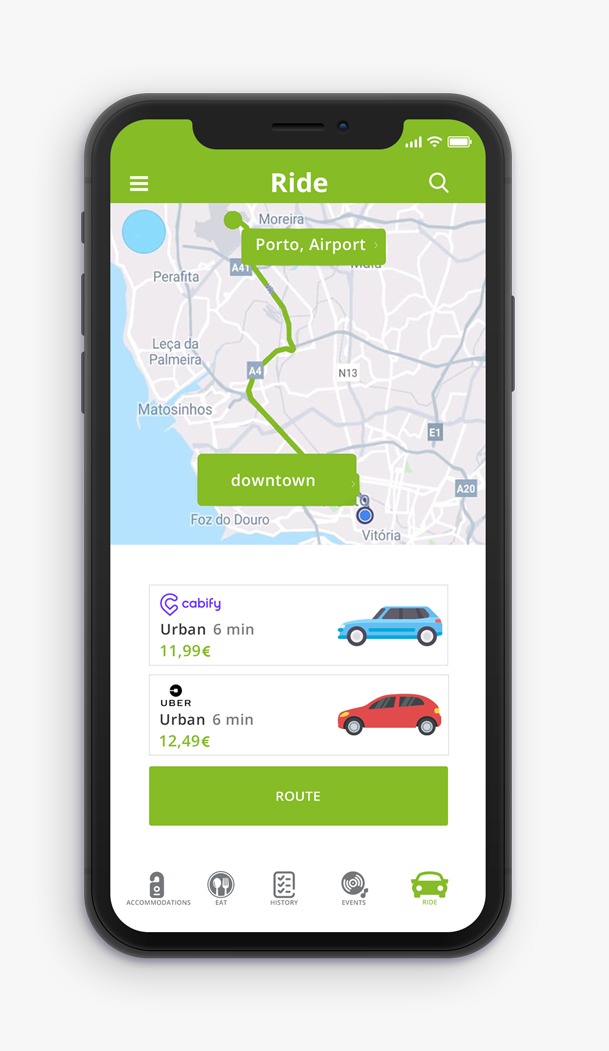 Ride
Moreira
Porto, Airport ›
A41
Perafita
Leça da
Palmeira
A4
N13
Matosinhos
E1
downtown ›
A20
Foz do Douro
Vitória
cabify
Urban 6 min
11,99€
UBER
Urban 6 min
12,49€
ROUTE
ACCOMMODATIONS
EAT
HISTORY
EVENTS
RIDE